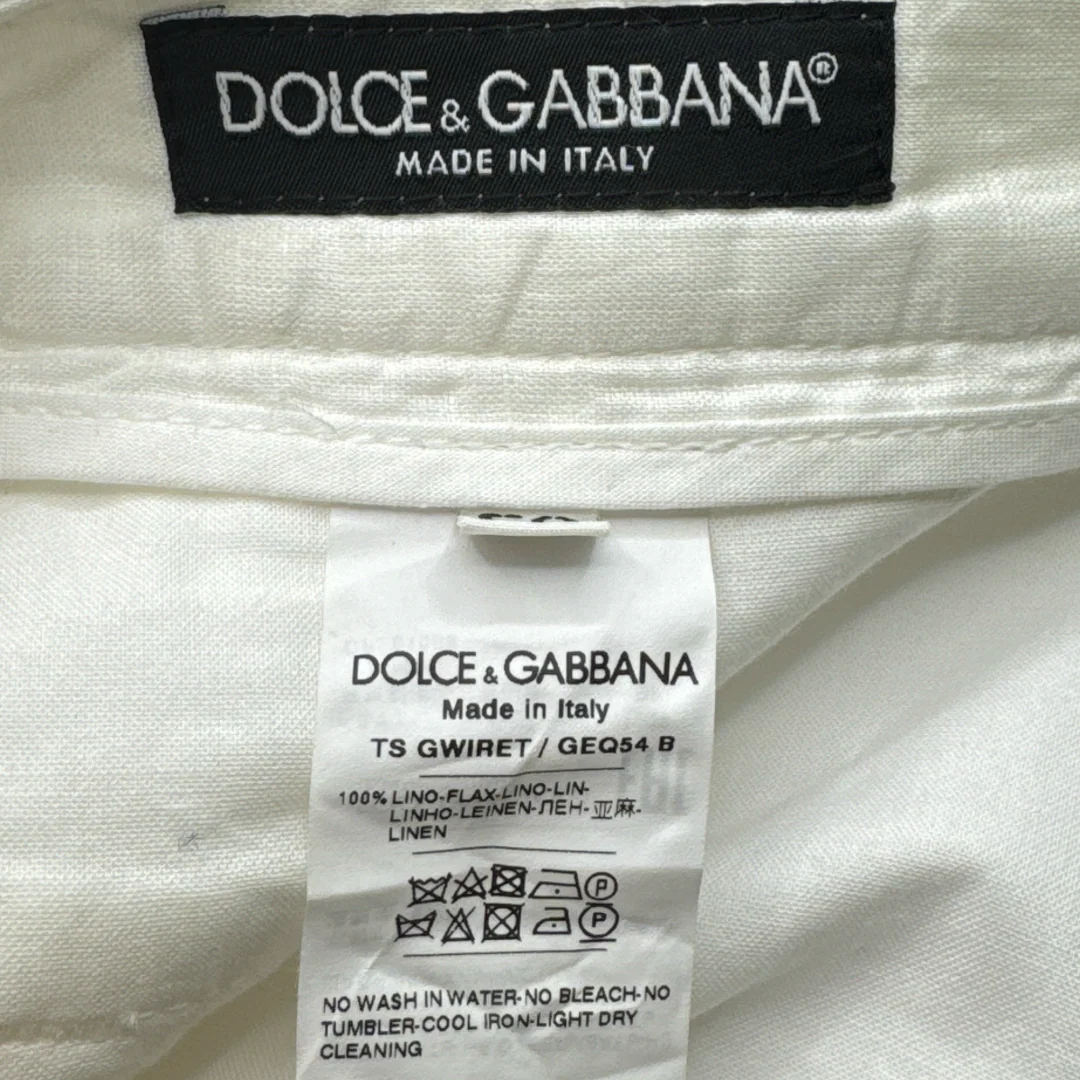 DOLCE & GABBANA®
MADE IN ITALY
DOLCE & GABBANA
Made in Italy
TS GWIRET / GEQ54 B
100% LINO-FLAX-LINO-LIN-
LINHO-LEINEN-ЛЕН-亚麻-
LINEN
P
P
NO WASH IN WATER-NO BLEACH-NO
TUMBLER-COOL IRON-LIGHT DRY
CLEANING